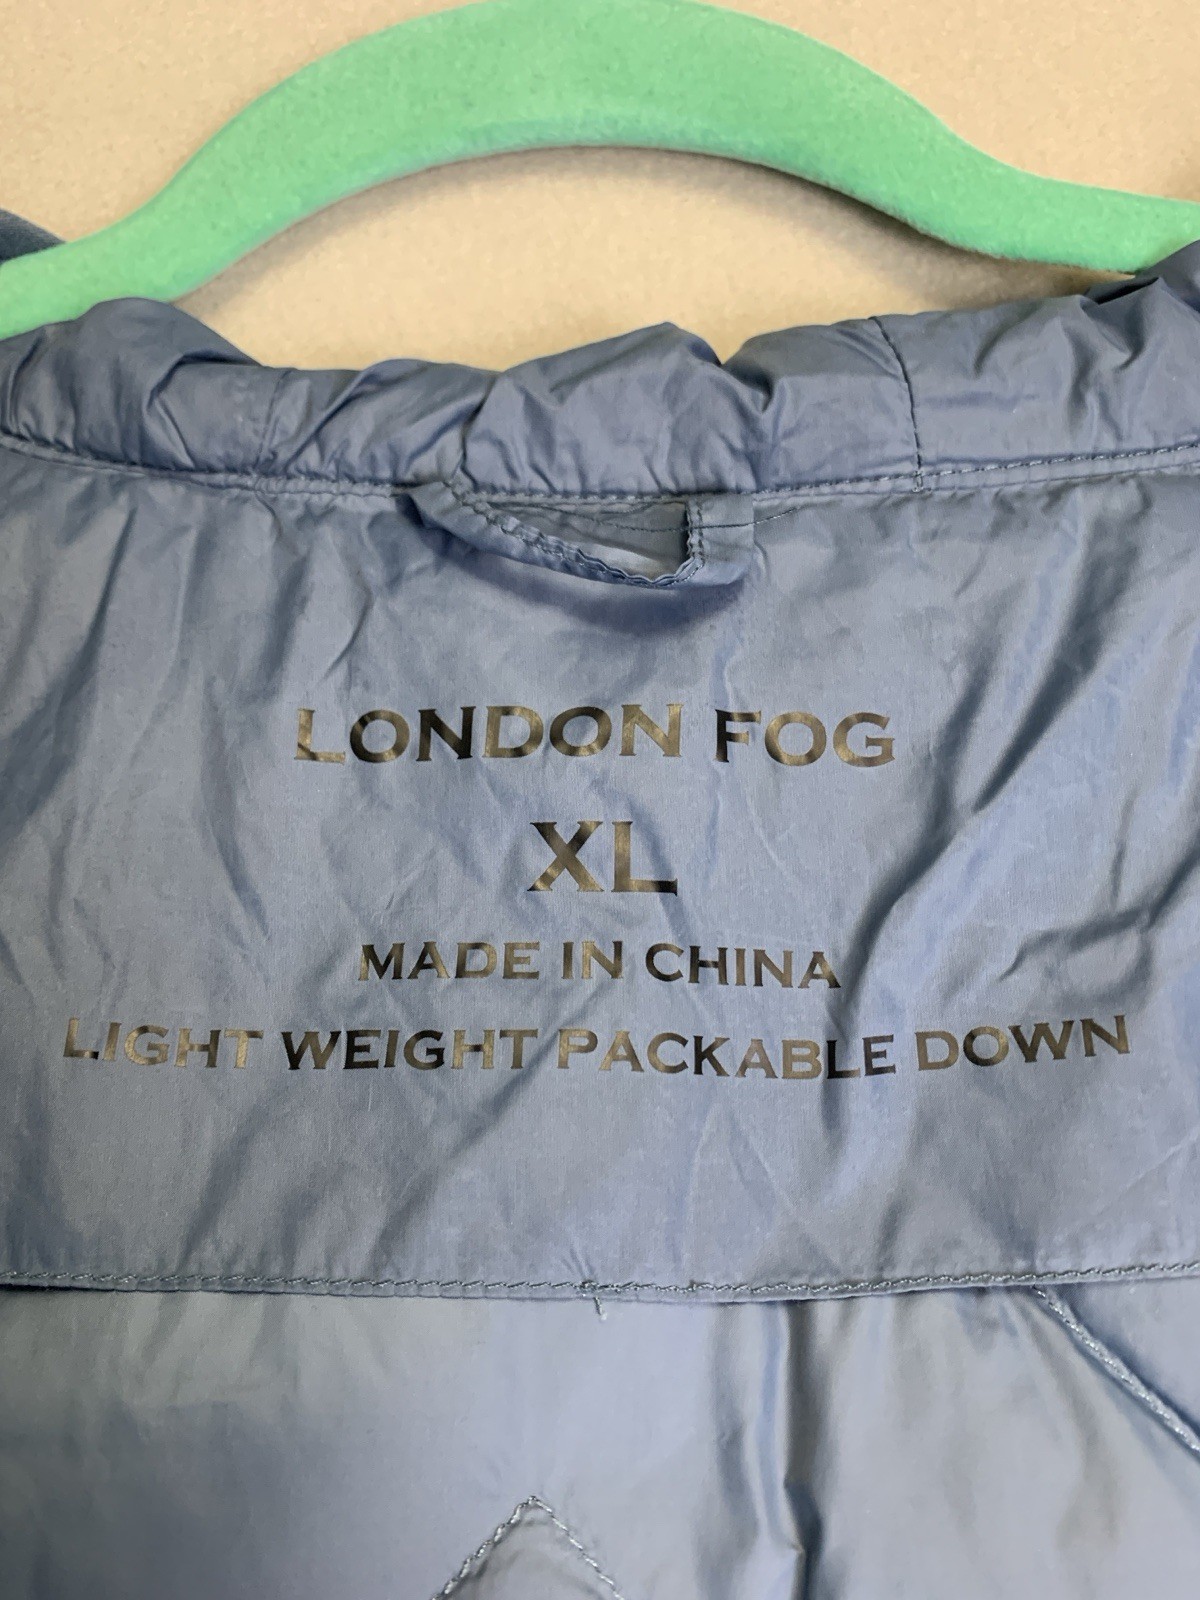 LONDON FOG
XL
MADE IN CHINA
LIGHT WEIGHT PACKABLE DOWN